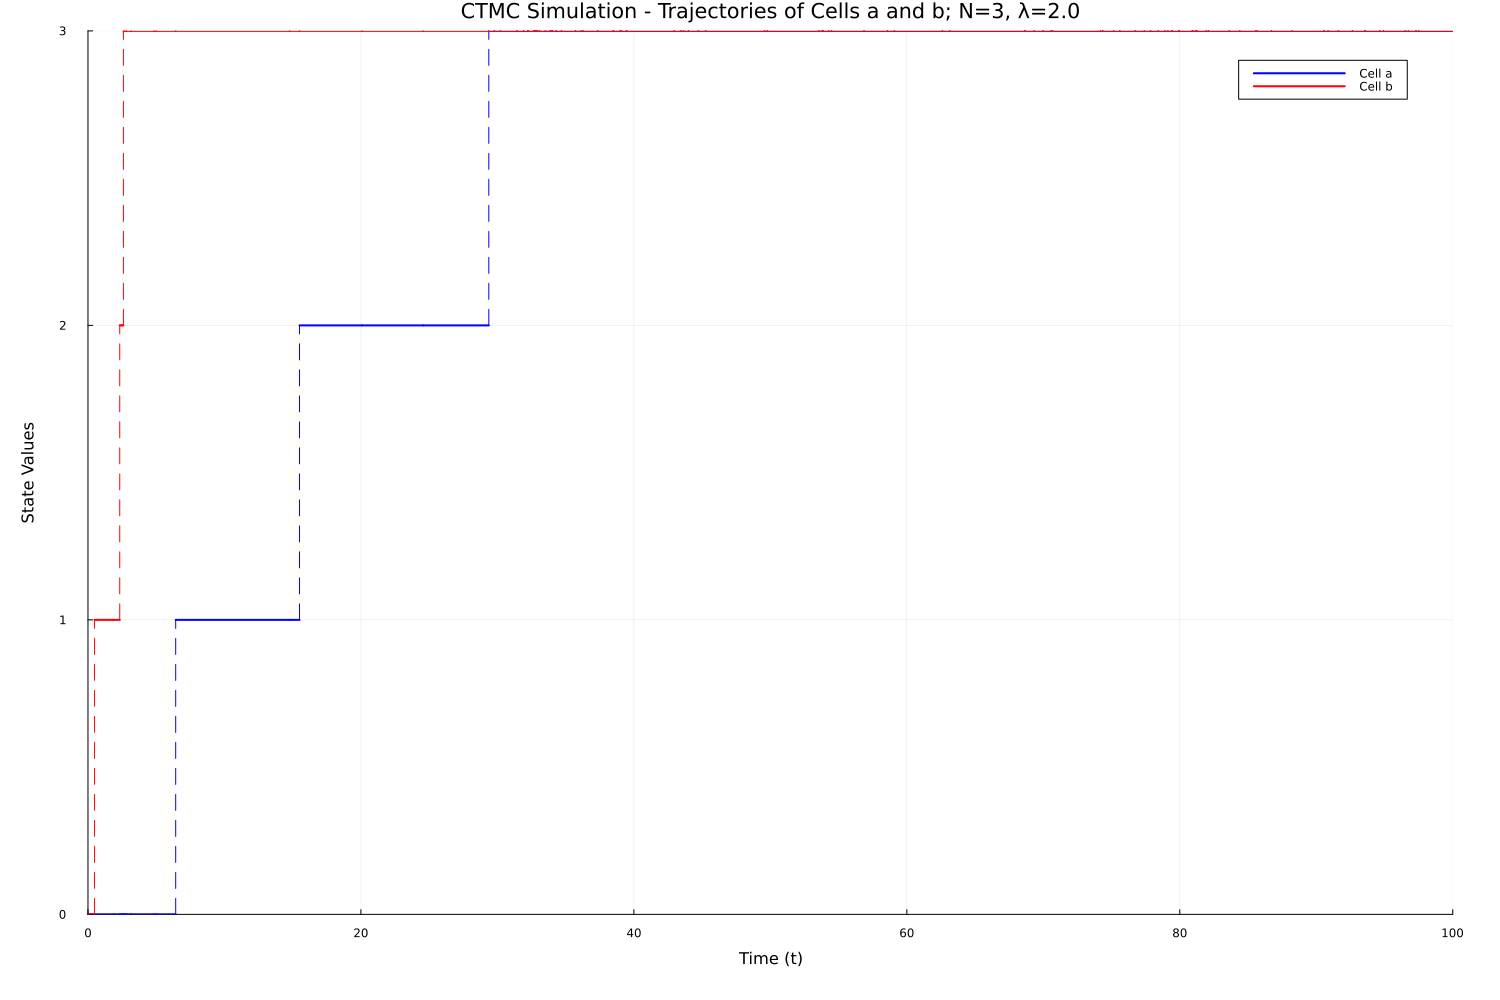 CTMC Simulation - Trajectories of Cells a and b; N=3, λ=2.0
3
Cell a
Cell b
2
State Values
1
0
0 20 40 60 80 100
Time (t)